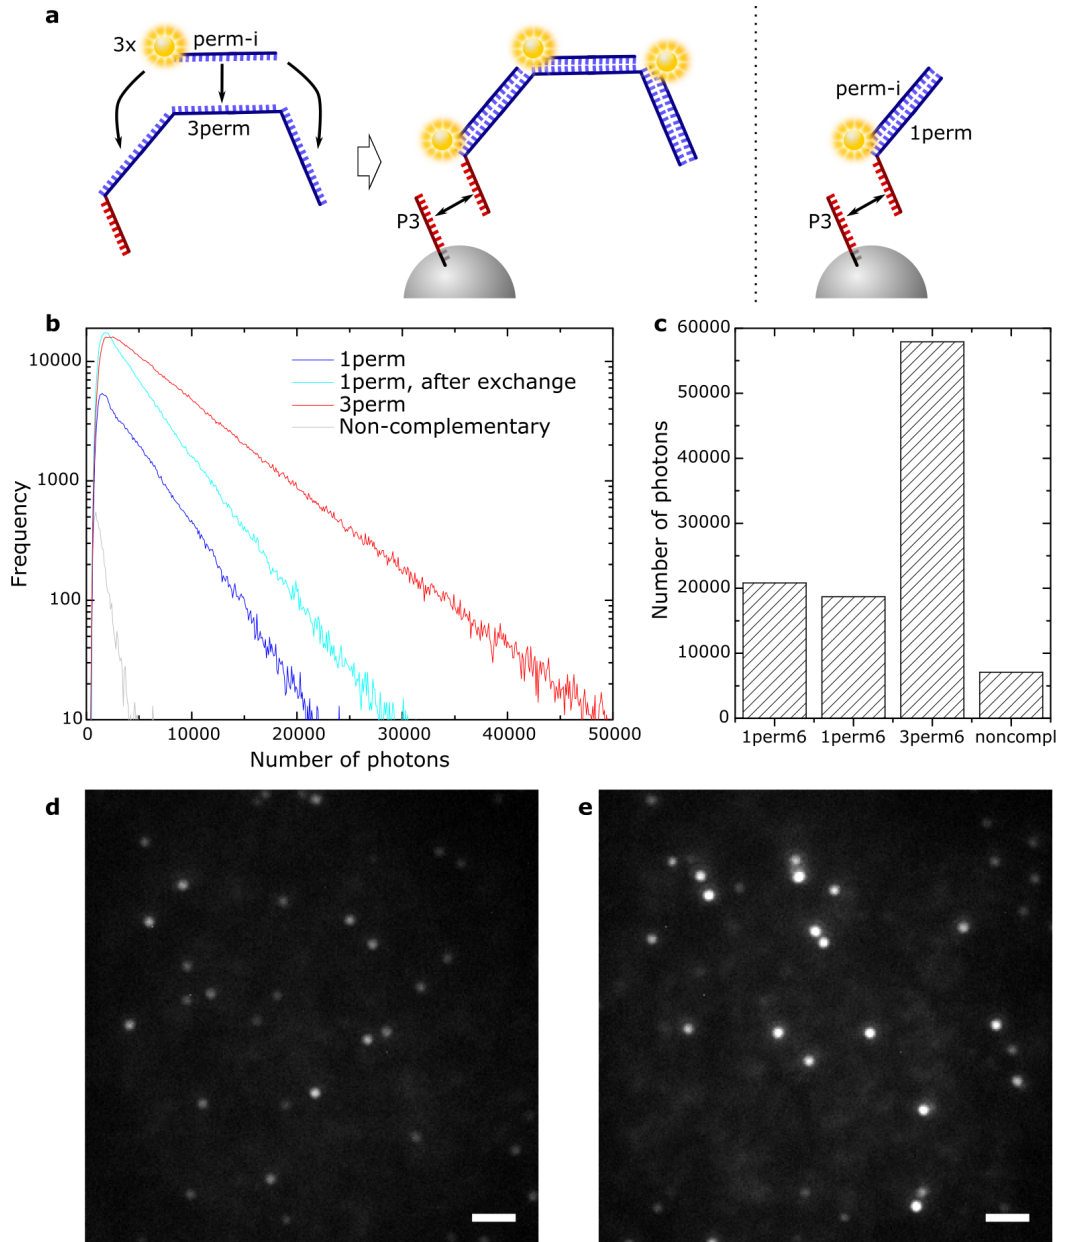 a
3x
perm-i
3perm
P3
perm-i
1perm
P3
b
10000
1000
100
10
Frequency
0
10000
20000
30000
40000
50000
Number of photons
1perm
1perm, after exchange
3perm
Non-complementary
c
60000
50000
40000
30000
20000
10000
0
Number of photons
1perm6
1perm6
3perm6
noncompl
d
e